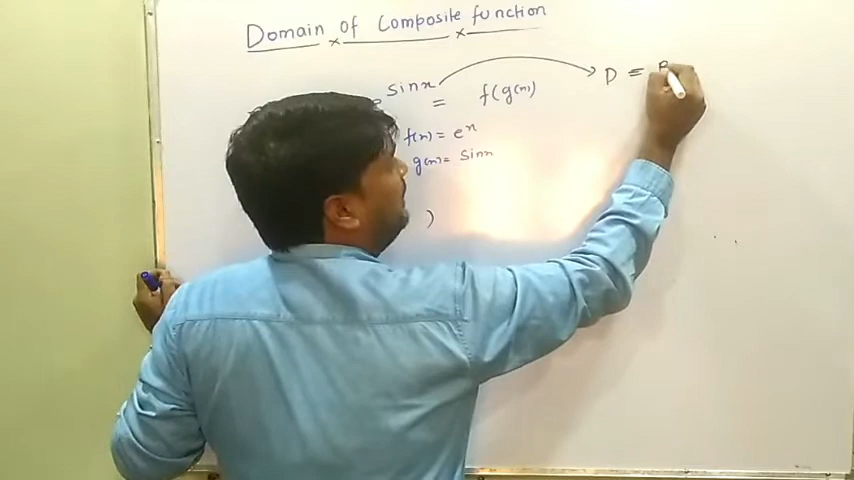 Domain of Composite function
e sinx = f(g(x)) D = R
f(x) = e^x
g(x) = sinx
)